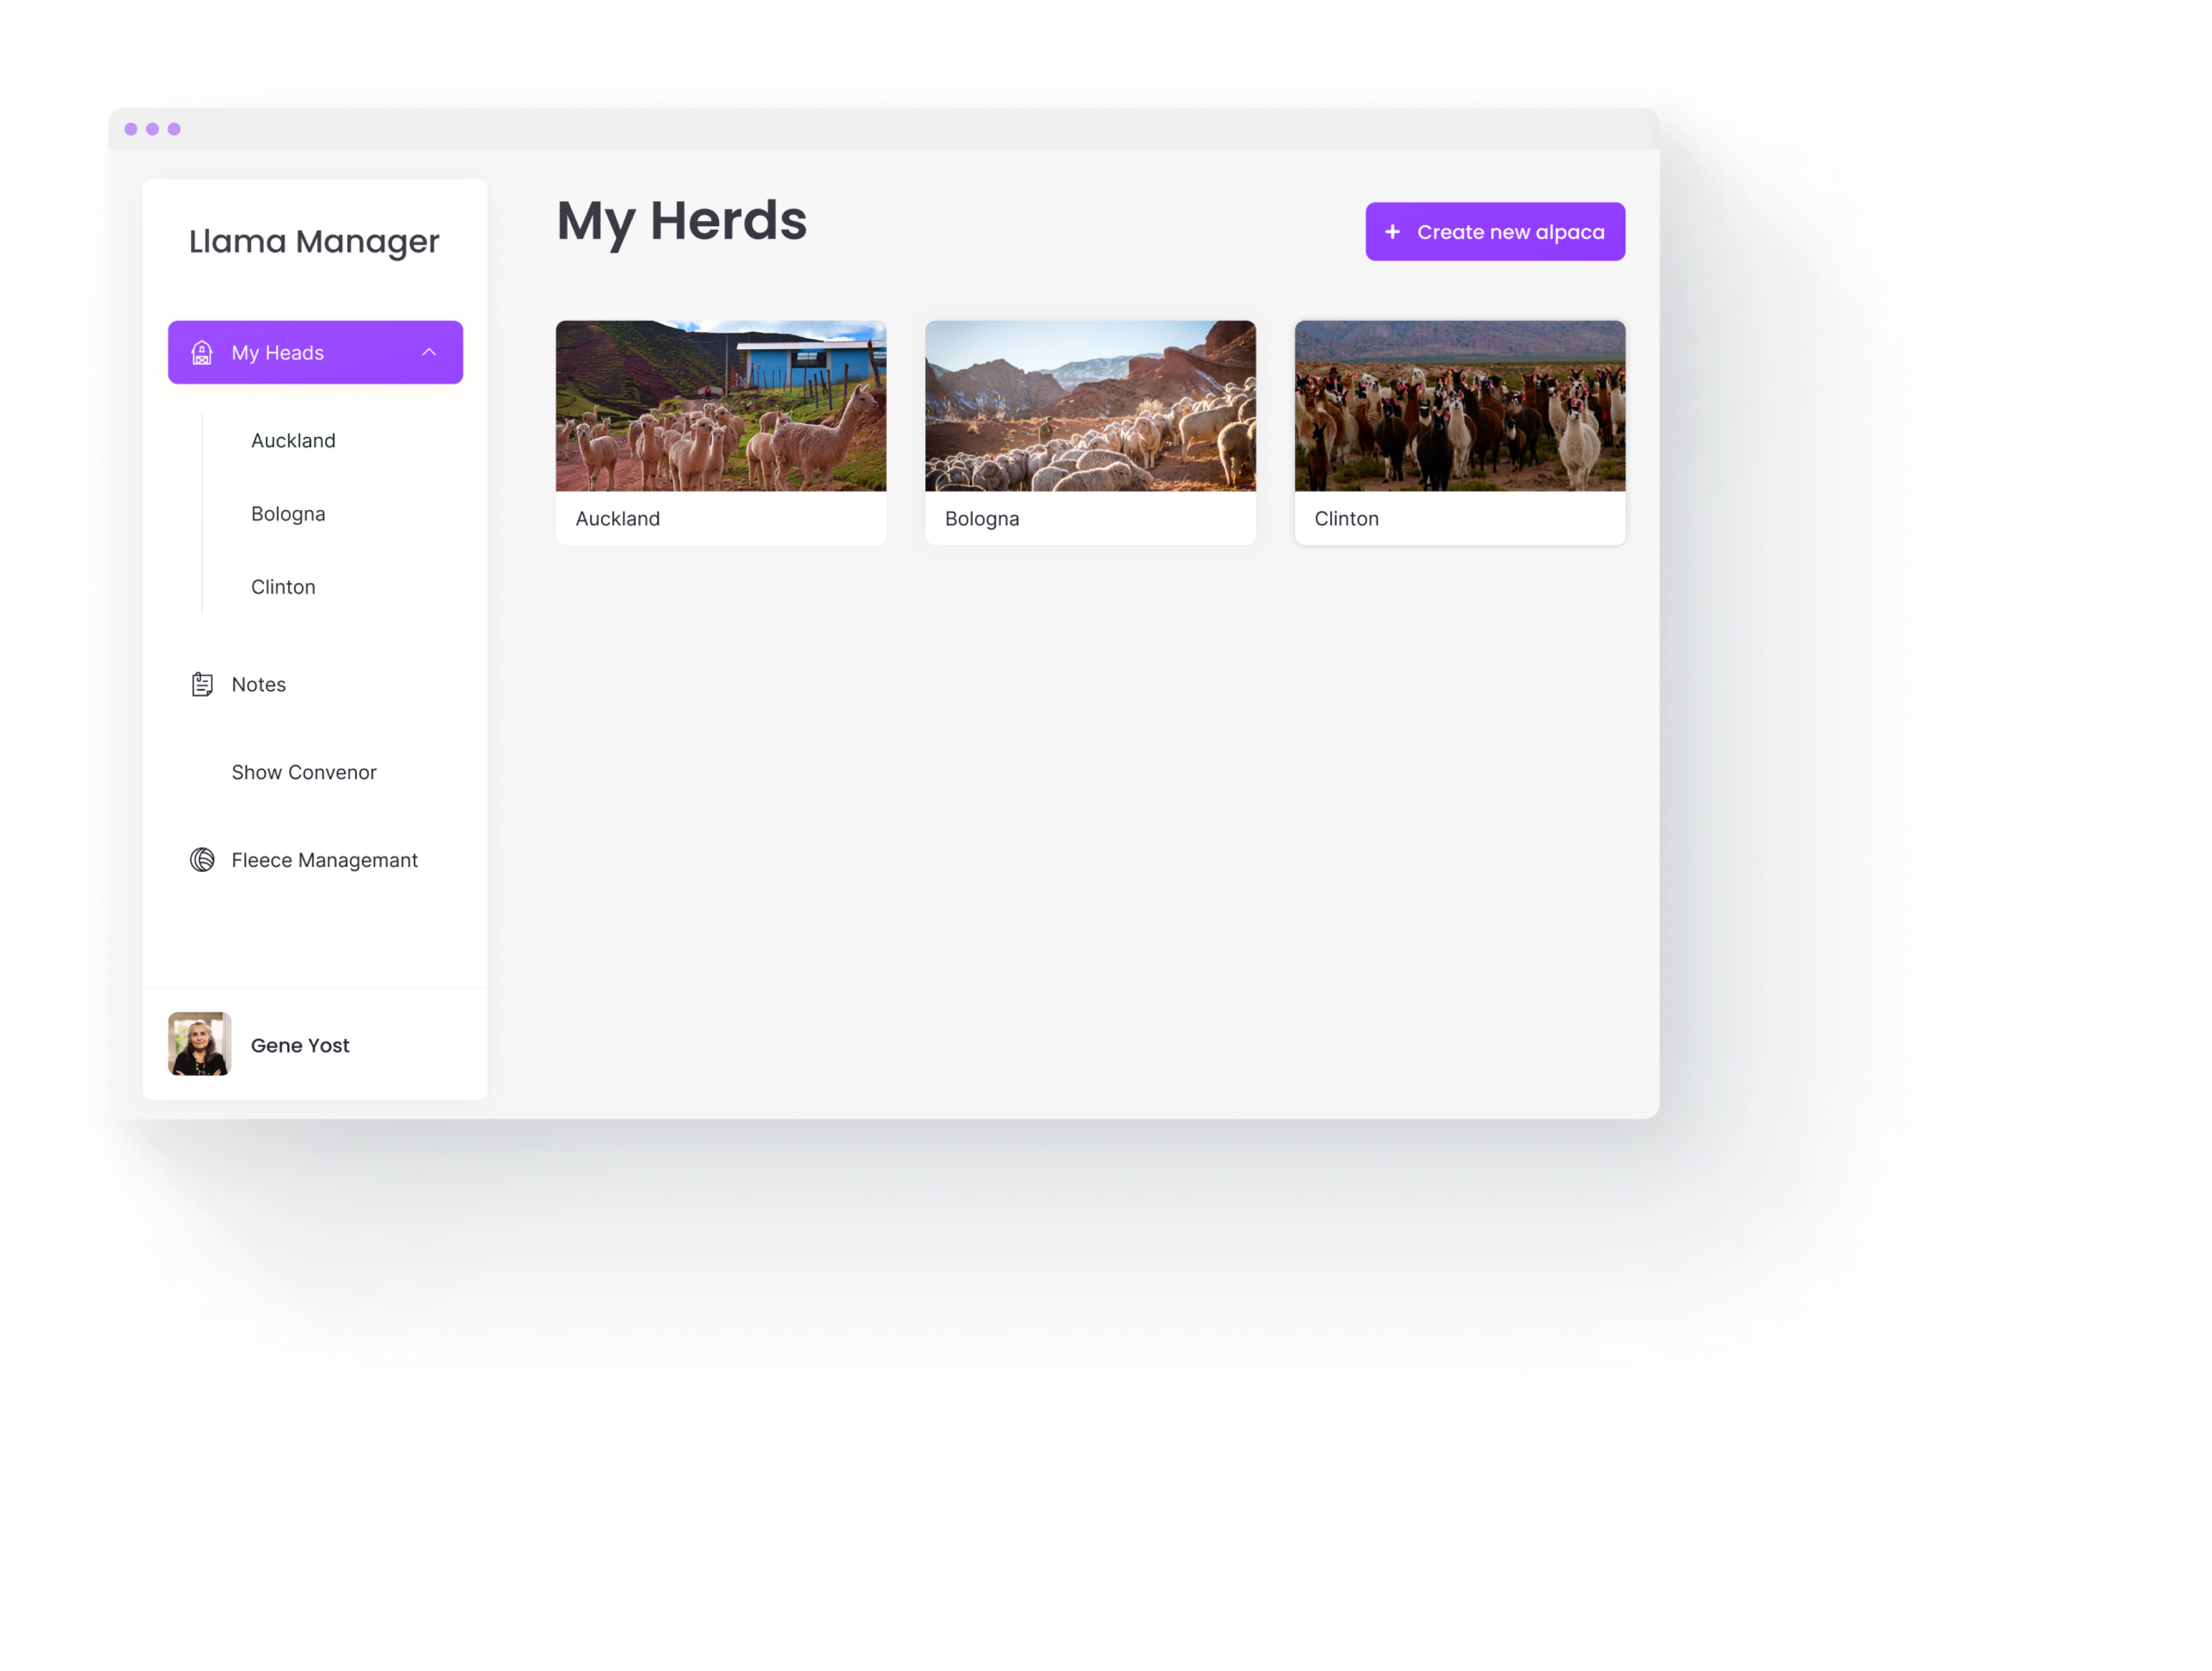 Llama Manager
My Heads
Auckland
Bologna
Clinton
Notes
Show Convenor
Fleece Managemant
Gene Yost
My Herds
+ Create new alpaca
Auckland
Bologna
Clinton